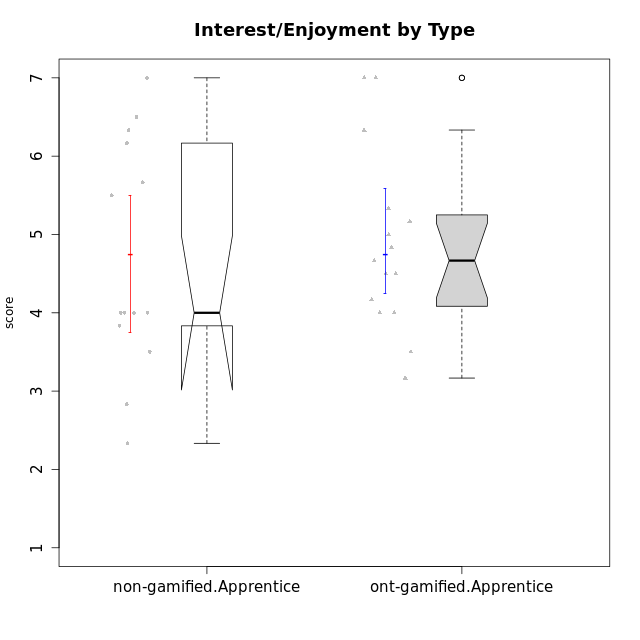 Interest/Enjoyment by Type
7
6
5
4
3
2
1
score
non-gamified.Apprentice
ont-gamified.Apprentice